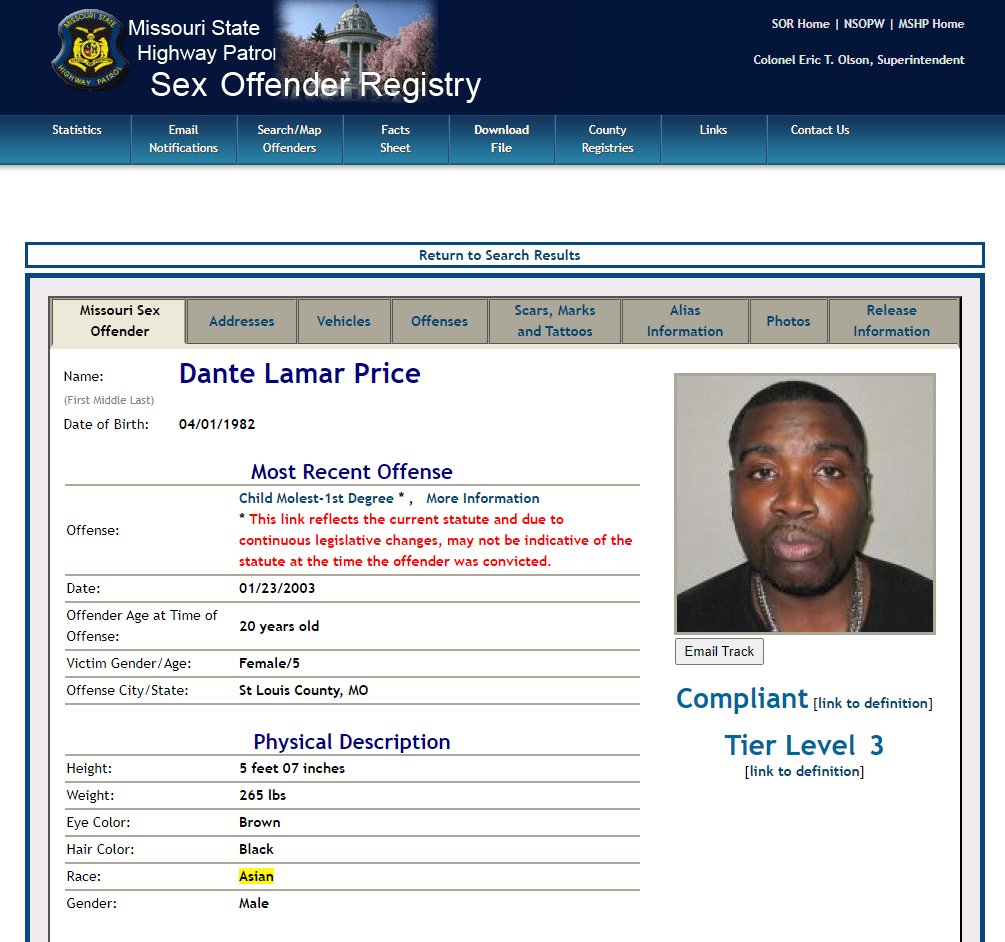 Missouri State
Highway Patrol
Sex Offender Registry
SOR Home | NSOPW | MSHP Home
Colonel Eric T. Olson, Superintendent
MISSOURI STATE
HIGHWAY PATROL
Statistics
Email
Notifications
Search/Map
Offenders
Facts
Sheet
Download
File
County
Registries
Links
Contact Us
Return to Search Results
Missouri Sex
Offender
Addresses
Vehicles
Offenses
Scars, Marks
and Tattoos
Alias
Information
Photos
Release
Information
Name: Dante Lamar Price
(First Middle Last)
Date of Birth: 04/01/1982
Most Recent Offense
Offense:
Child Molest-1st Degree * , More Information
* This link reflects the current statute and due to
continuous legislative changes, may not be indicative of the
statute at the time the offender was convicted.
Date: 01/23/2003
Offender Age at Time of
Offense:
20 years old
Victim Gender/Age: Female/5
Offense City/State: St Louis County, MO
Physical Description
Height: 5 feet 07 inches
Weight: 265 lbs
Eye Color: Brown
Hair Color: Black
Race: Asian
Gender: Male
Email Track
Compliant [link to definition]
Tier Level 3
[link to definition]